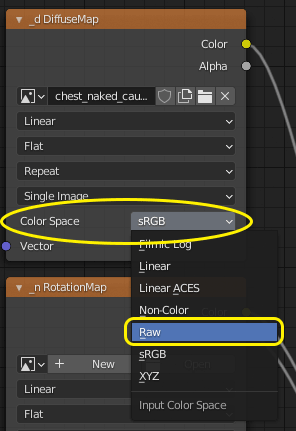 _d DiffuseMap
Color
Alpha
chest_naked_cau...
Linear
Flat
Repeat
Single Image
Color Space sRGB
Vector
Filmic Log
Linear
Linear ACES
Non-Color
Raw
sRGB
XYZ
Input Color Space
_n RotationMap
New
Linear
Flat